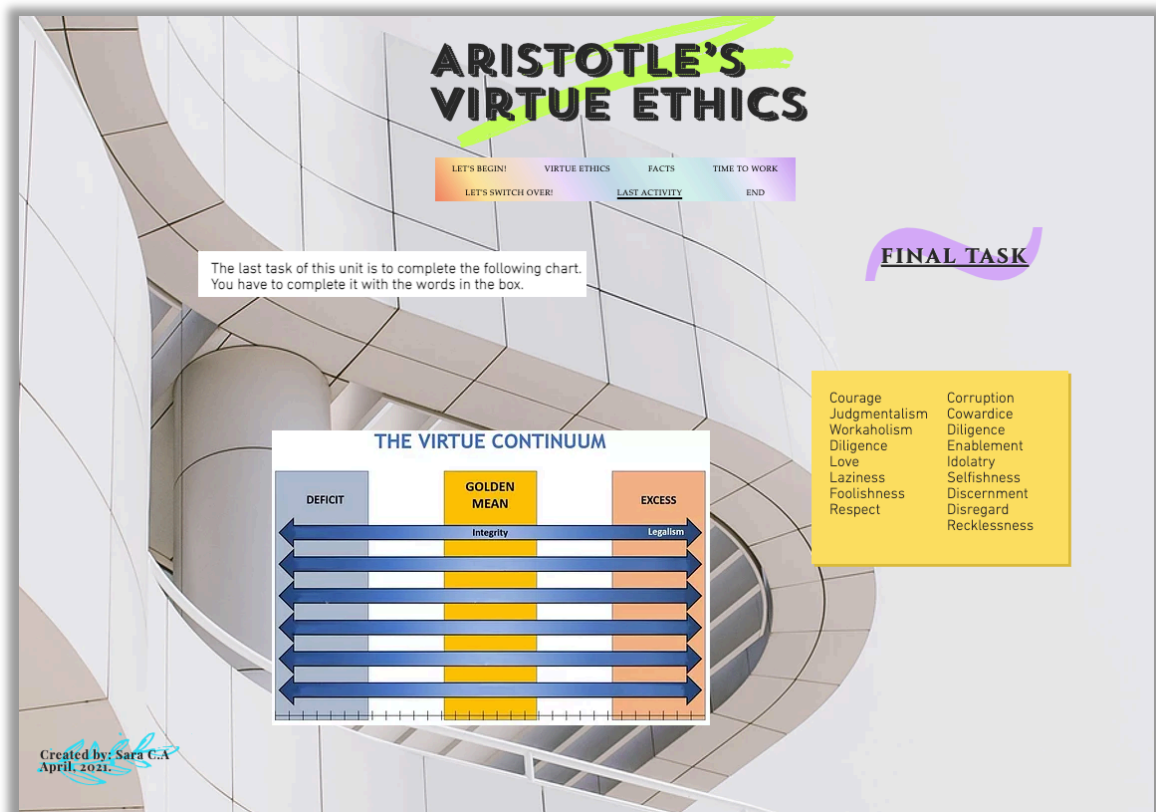 ARISTOTLE'S
VIRTUE ETHICS
LET'S BEGIN!
VIRTUE ETHICS
FACTS
TIME TO WORK
LET'S SWITCH OVER!
LAST ACTIVITY
END
FINAL TASK
The last task of this unit is to complete the following chart.
You have to complete it with the words in the box.
Courage
Judgmentalism
Workaholism
Diligence
Love
Laziness
Foolishness
Respect
Corruption
Cowardice
Diligence
Enablement
Idolatry
Selfishness
Discernment
Disregard
Recklessness
THE VIRTUE CONTINUUM
DEFICIT
GOLDEN
MEAN
EXCESS
Integrity
Legalism
Created by: Sara C.A
April, 2021.